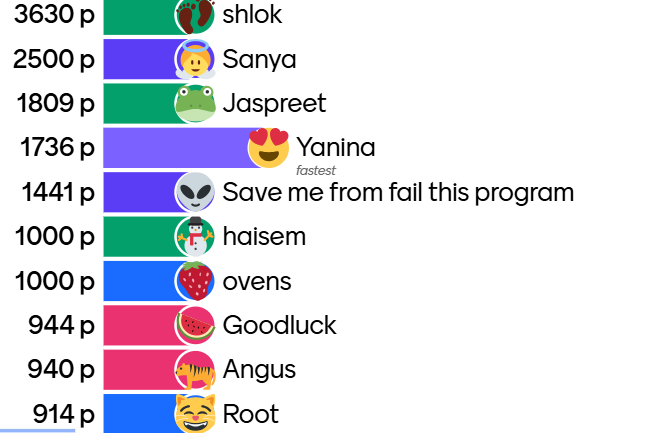 3630 p shlok
2500 p Sanya
1809 p Jaspreet
1736 p Yanina
fastest
1441 p Save me from fail this program
1000 p haisem
1000 p ovens
944 p Goodluck
940 p Angus
914 p Root